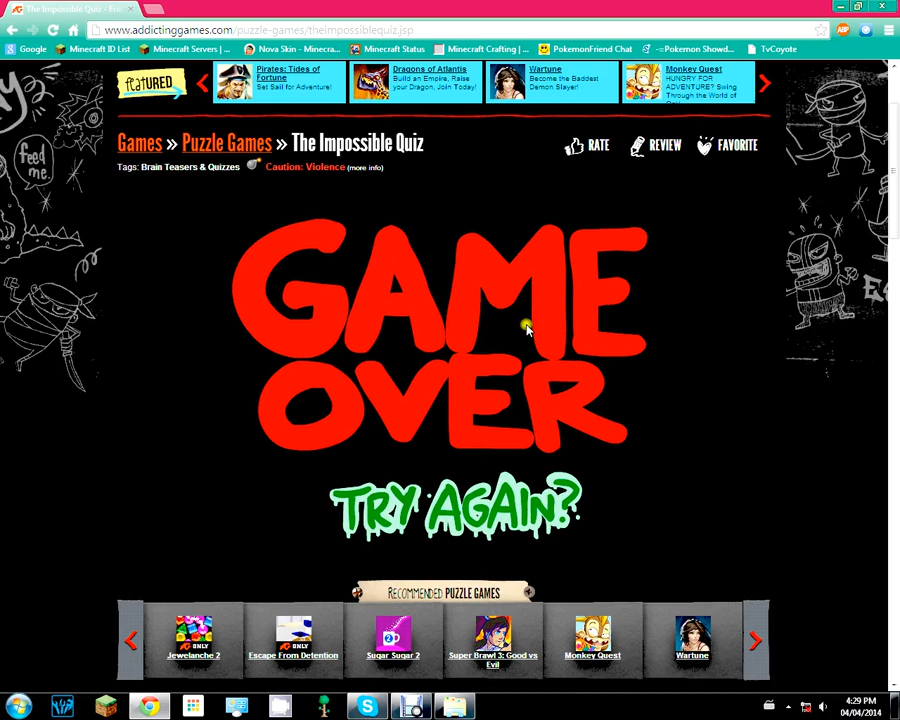 The Impossible Quiz - Fre
www.addictinggames.com/puzzle-games/theimpossiblequiz.jsp
Google Minecraft ID List Minecraft Servers | ... Nova Skin - Minecra... Minecraft Status Minecraft Crafting | ... PokemonFriend Chat -=Pokemon Showd... TvCoyote
featured
Pirates: Tides of Fortune
Set Sail for Adventure!
Dragons of Atlantis
Build an Empire, Raise your Dragon, Join Today!
Wartune
Become the Baddest Demon Slayer!
Monkey Quest
HUNGRY FOR ADVENTURE? Swing Through the World of
Games » Puzzle Games » The Impossible Quiz
RATE REVIEW FAVORITE
Tags: Brain Teasers & Quizzes Caution: Violence (more info)
feed me.
GAME
OVER
TRY AGAIN?
RECOMMENDED PUZZLE GAMES
AG ONLY
AG ONLY
2
Jewelanche 2 Escape From Detention Sugar Sugar 2 Super Brawl 3: Good vs Evil Monkey Quest Wartune
4:29 PM
04/04/2014